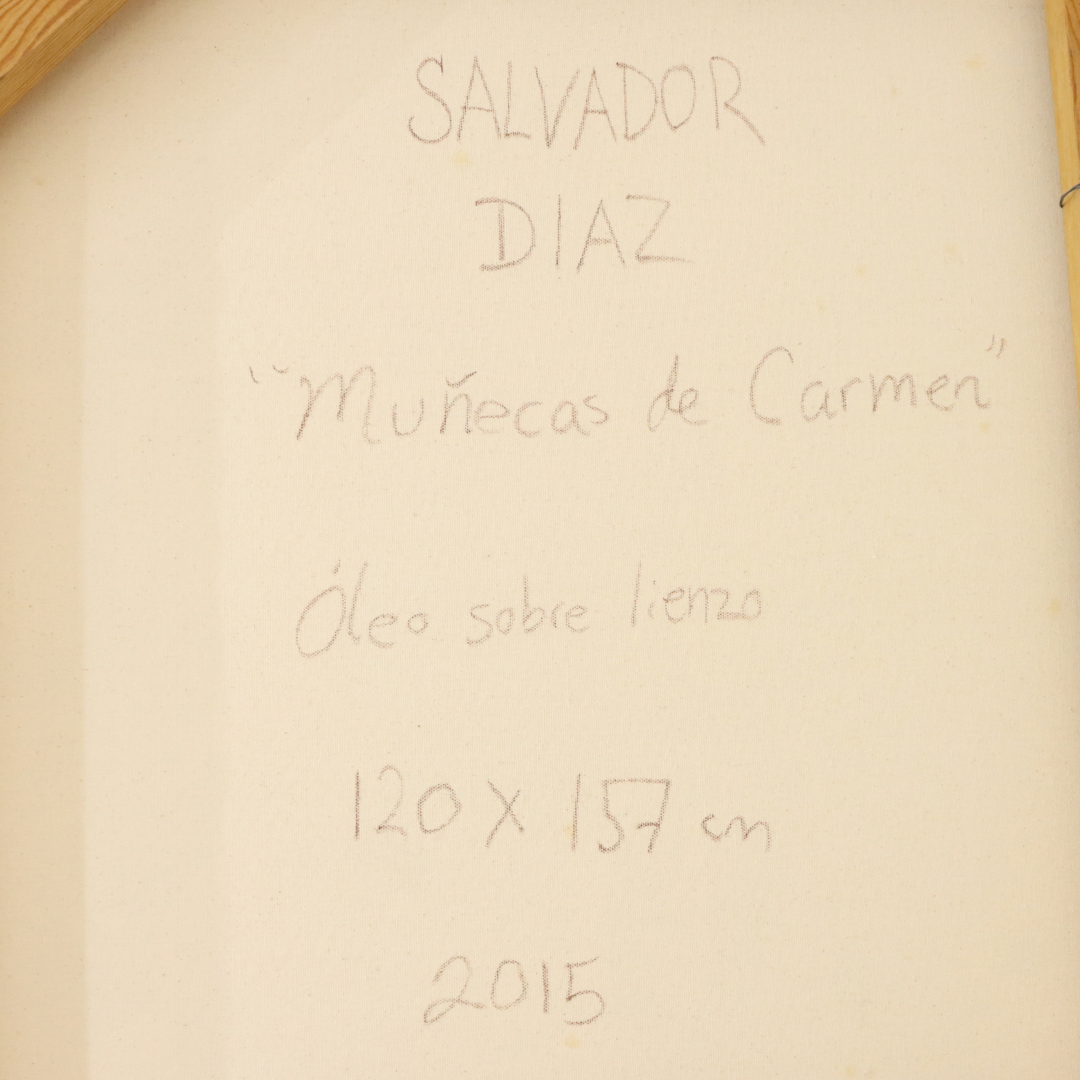 SALVADOR
DIAZ
"Muñecas de Carmen"
Óleo sobre lienzo
120 X 157 cm
2015